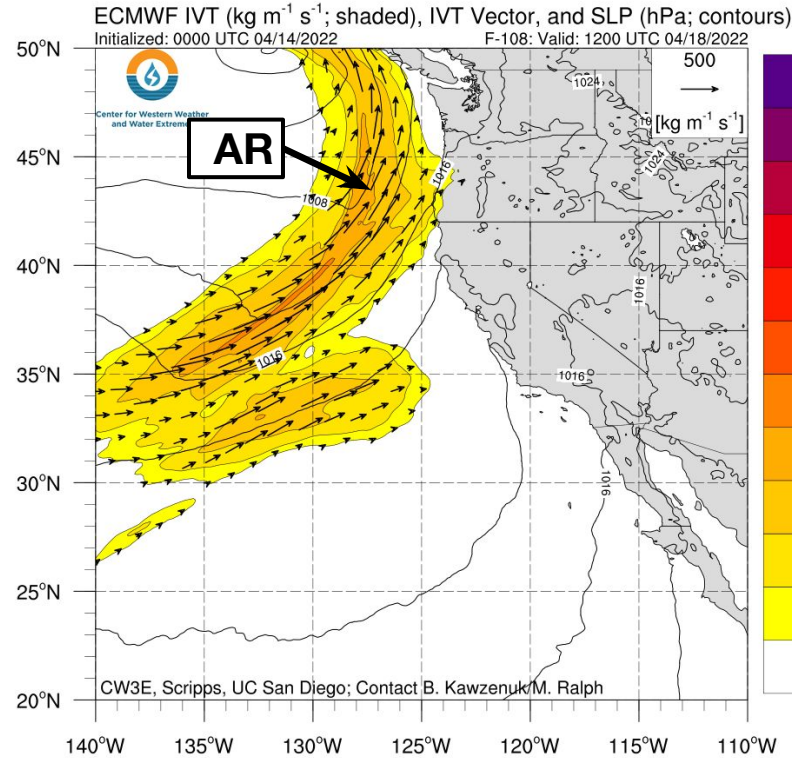 ECMWF IVT (kg m⁻¹ s⁻¹; shaded), IVT Vector, and SLP (hPa; contours)
Initialized: 0000 UTC 04/14/2022 F-108: Valid: 1200 UTC 04/18/2022
50°N
500
[kg m⁻¹ s⁻¹]
Center for Western Weather
and Water Extreme
1024
AR
45°N
1016
1024
1008
40°N
1016
1016
35°N
1016
30°N
1016
25°N
20°N
CW3E, Scripps, UC San Diego; Contact B. Kawzenuk/M. Ralph
140°W 135°W 130°W 125°W 120°W 115°W 110°W